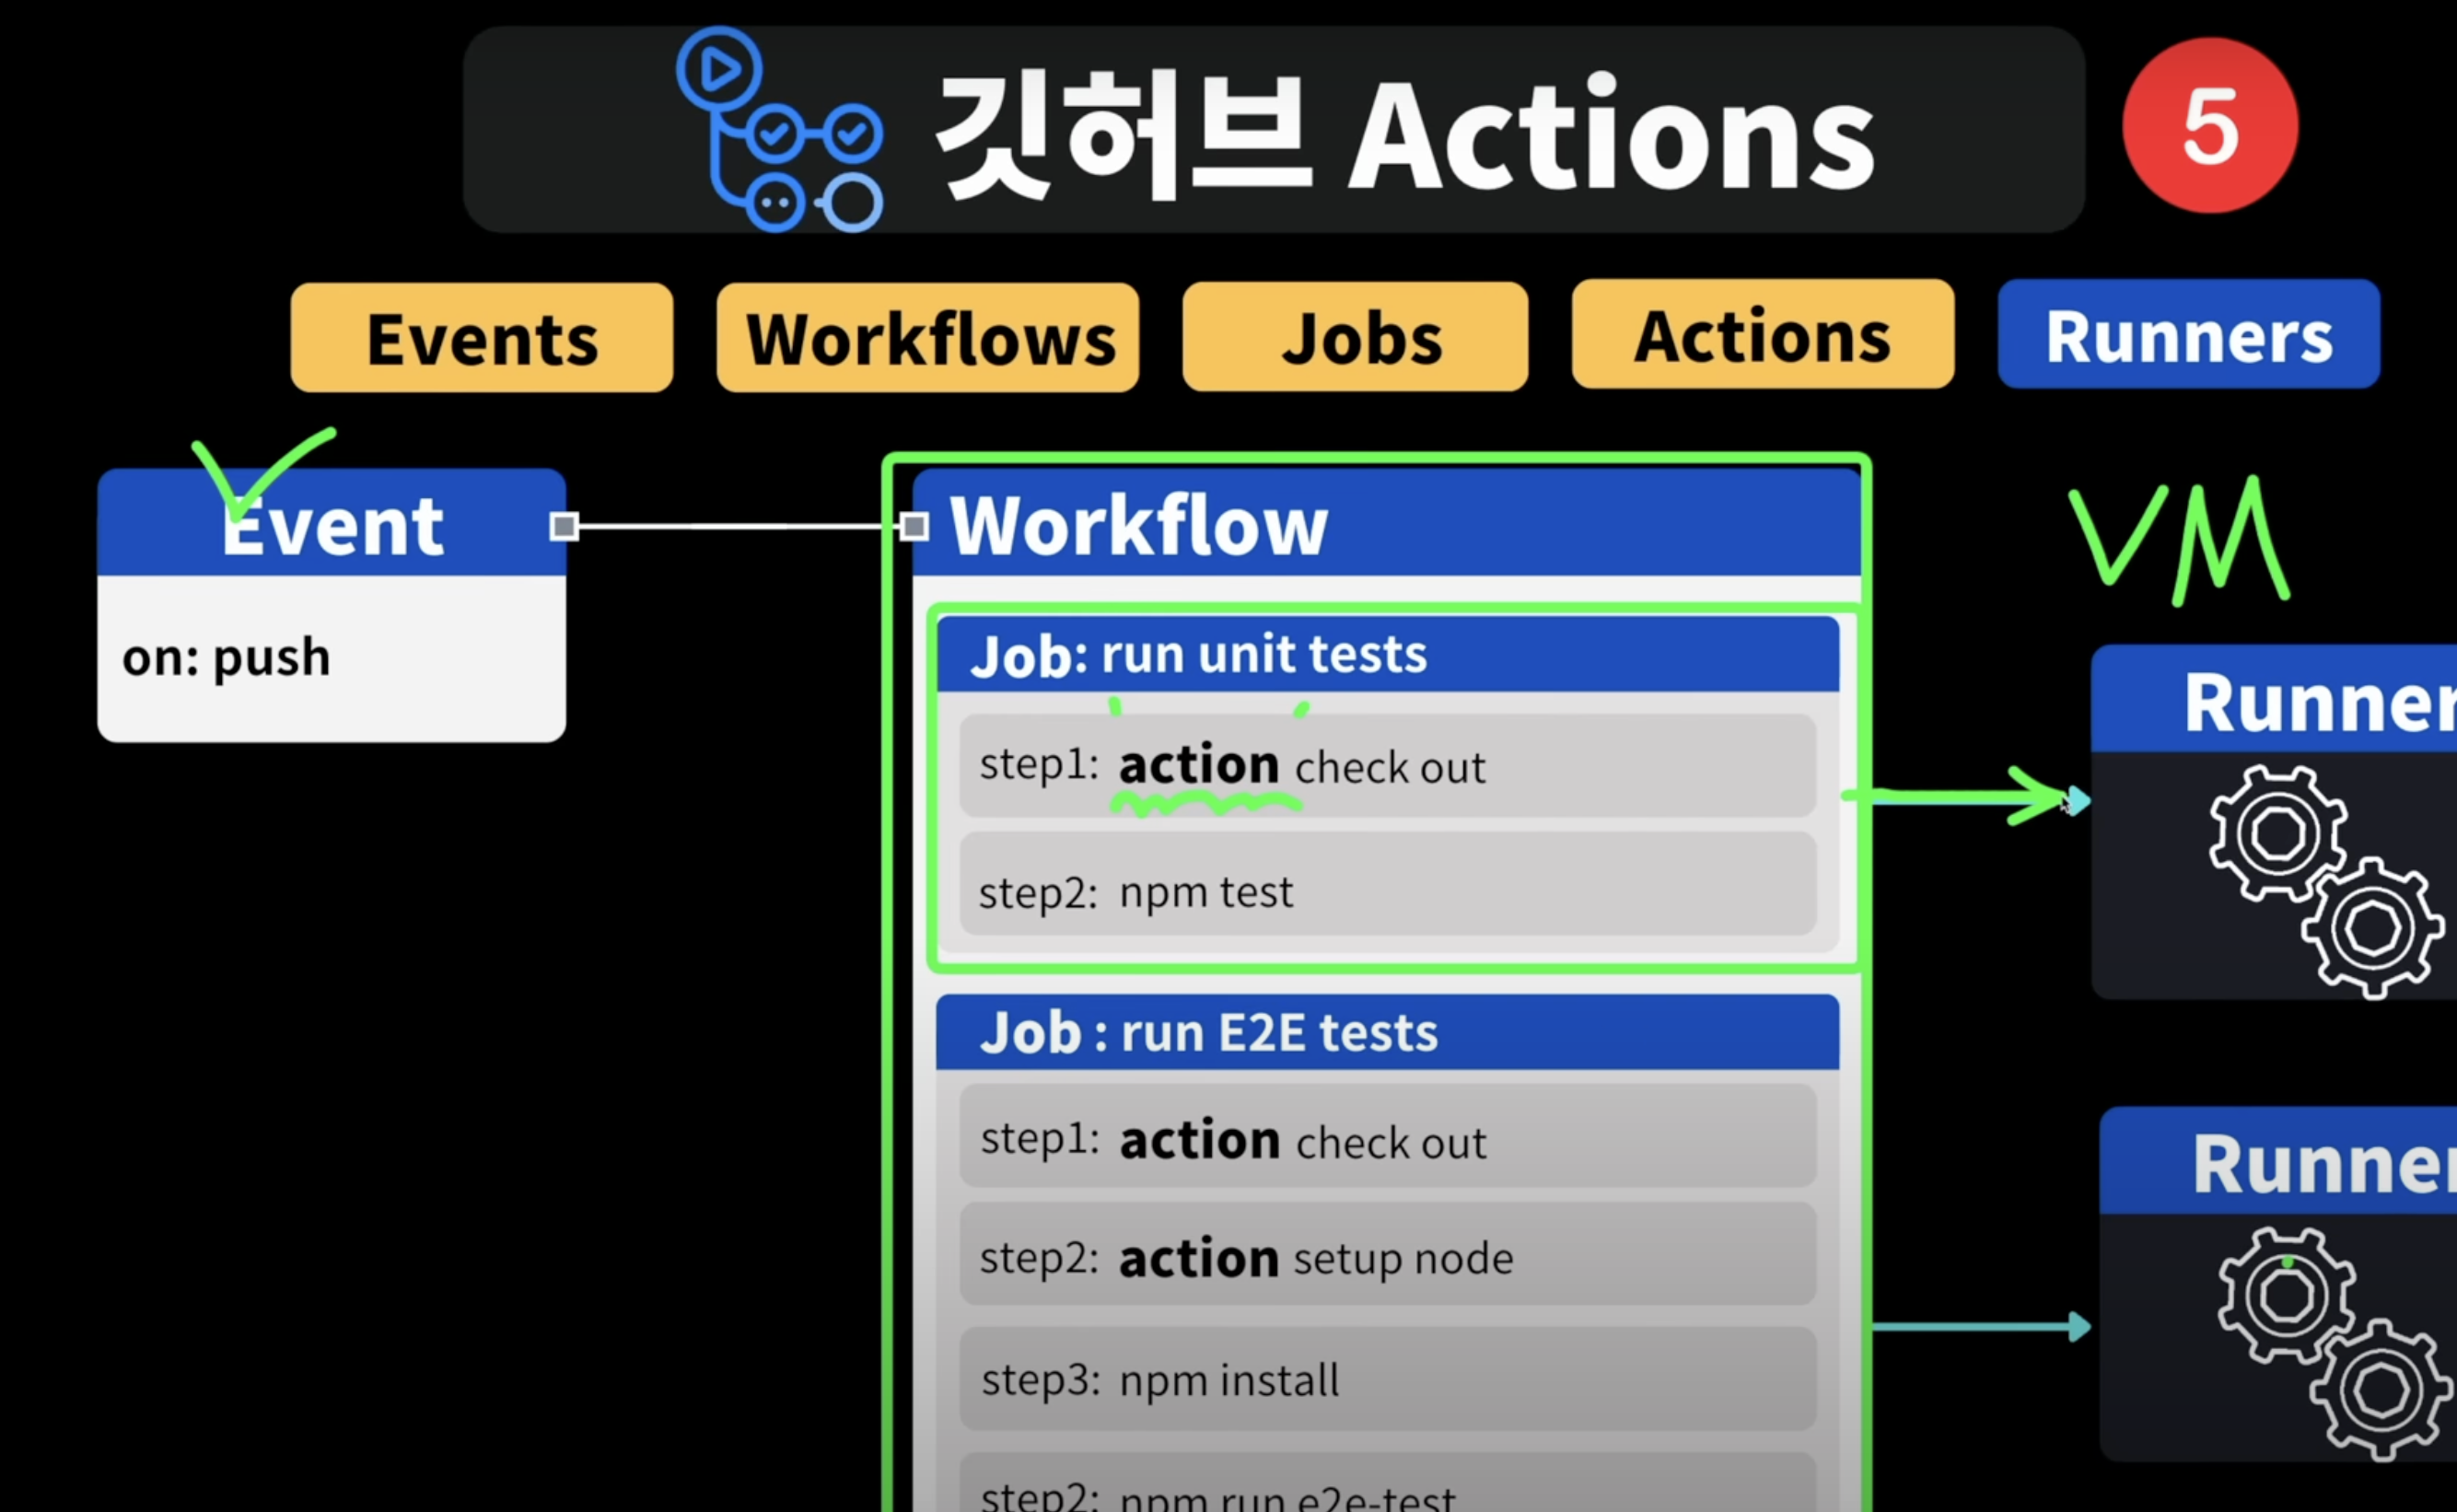 깃허브 Actions
5
Events
Workflows
Jobs
Actions
Runners
Event
on: push
Workflow
Job: run unit tests
step1: action check out
step2: npm test
Job : run E2E tests
step1: action check out
step2: action setup node
step3: npm install
step2: npm run e2e-test
VM
Runner
Runner